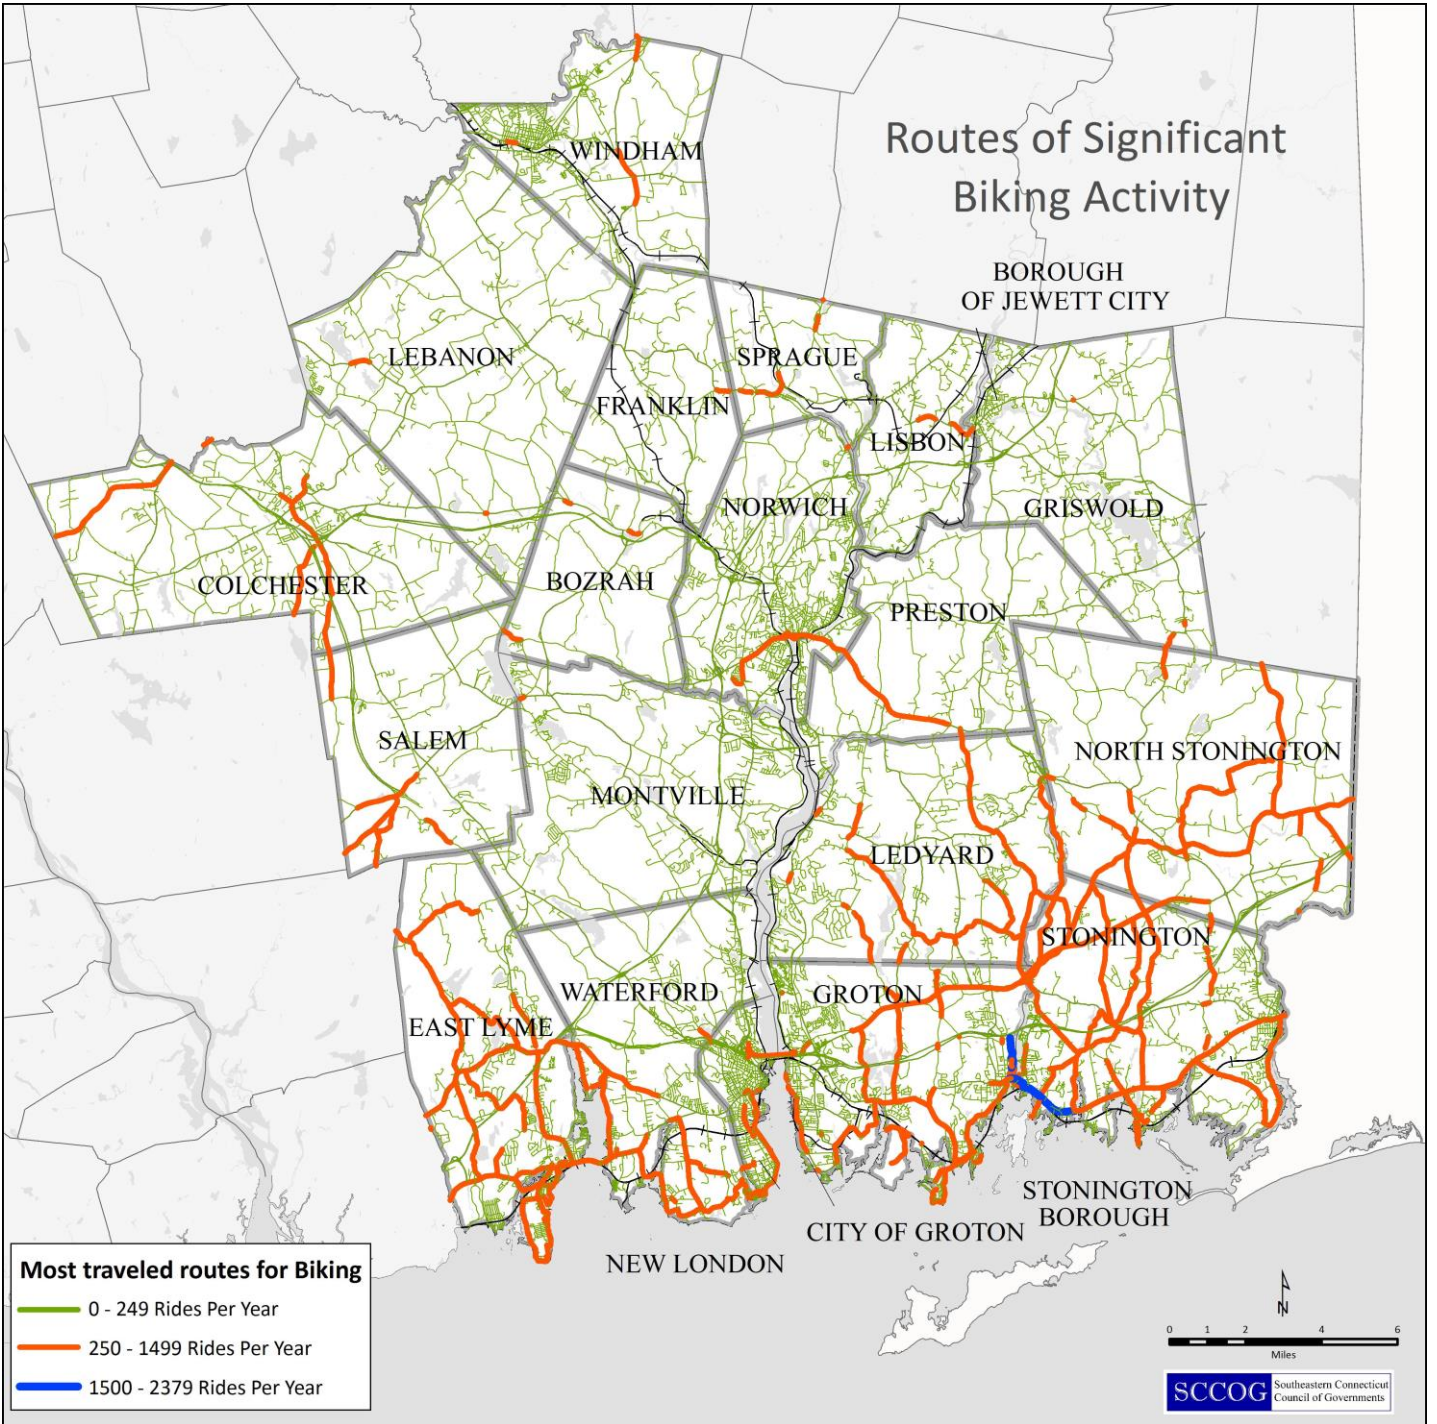 Routes of Significant
Biking Activity
WINDHAM
BOROUGH
OF JEWETT CITY
LEBANON
SPRAGUE
FRANKLIN
LISBON
NORWICH
GRISWOLD
COLCHESTER
BOZRAH
PRESTON
SALEM
NORTH STONINGTON
MONTVILLE
LEDYARD
STONINGTON
WATERFORD
GROTON
EAST LYME
STONINGTON
BOROUGH
CITY OF GROTON
NEW LONDON
Most traveled routes for Biking
0 - 249 Rides Per Year
250 - 1499 Rides Per Year
1500 - 2379 Rides Per Year
N
0 1 2 4 6
Miles
SCCOG
Southeastern Connecticut
Council of Governments